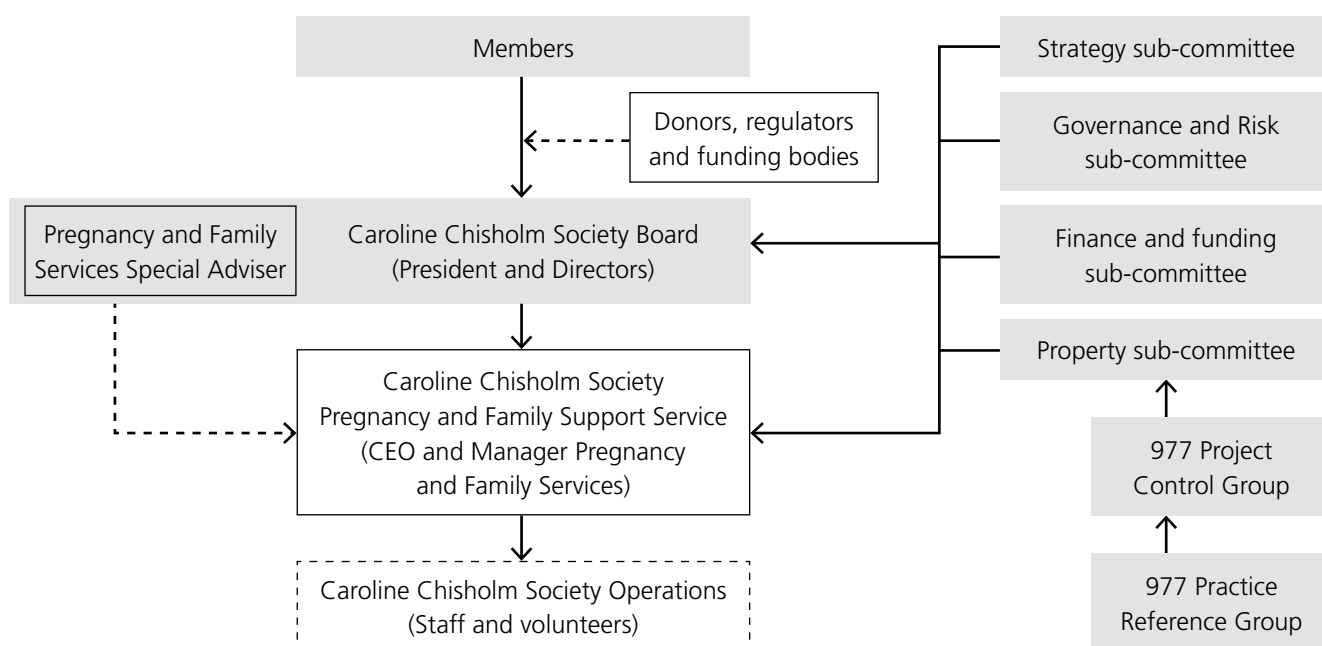 Members
Donors, regulators
and funding bodies
Pregnancy and Family
Services Special Adviser
Caroline Chisholm Society Board
(President and Directors)
Caroline Chisholm Society
Pregnancy and Family Support Service
(CEO and Manager Pregnancy
and Family Services)
Caroline Chisholm Society Operations
(Staff and volunteers)
Strategy sub-committee
Governance and Risk
sub-committee
Finance and funding
sub-committee
Property sub-committee
977 Project
Control Group
977 Practice
Reference Group